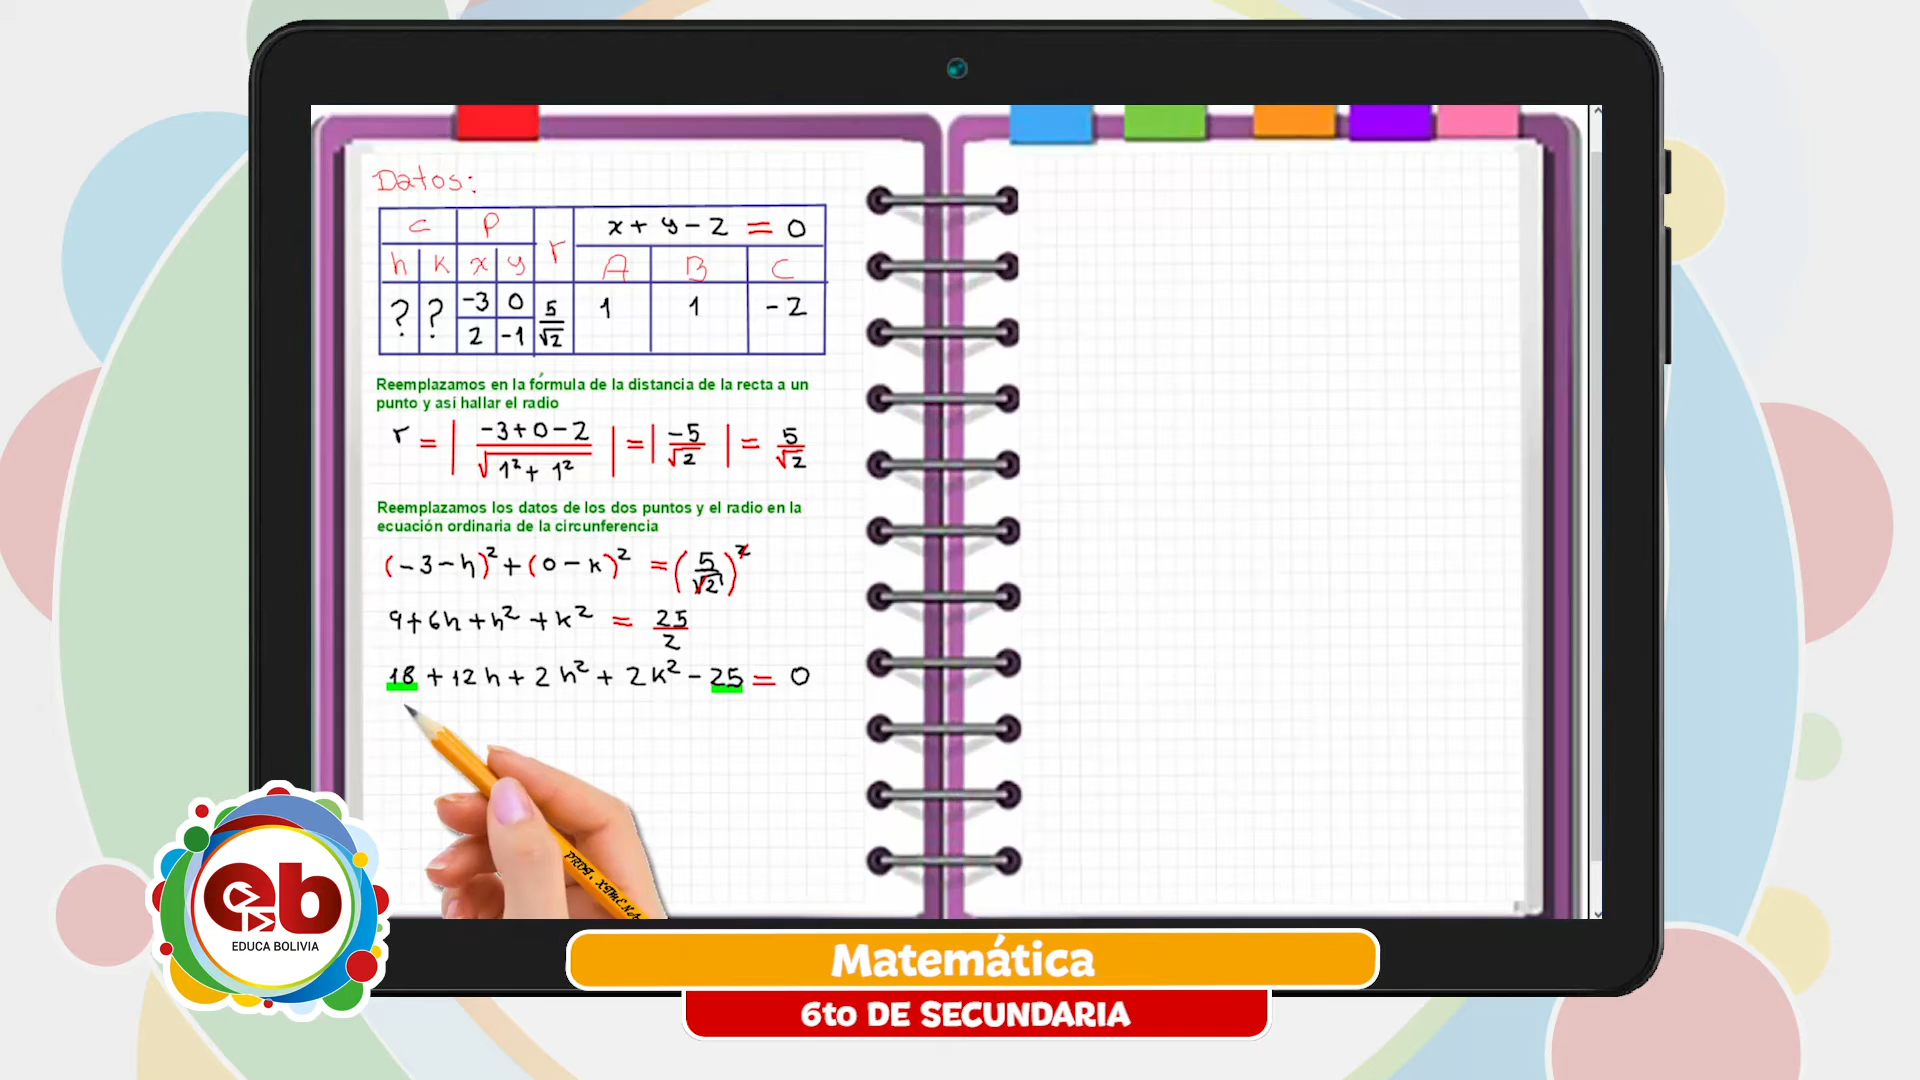 Datos:
C P r x + y - 2 = 0
h k x y A B C
? ? -3 0 5/√2 1 1 -2
2 -1
Reemplazamos en la fórmula de la distancia de la recta a un
punto y así hallar el radio
r = | (-3+0-2)/√(1²+1²) | = | -5/√2 | = 5/√2
Reemplazamos los datos de los dos puntos y el radio en la
ecuación ordinaria de la circunferencia
(-3-h)² + (0-k)² = (5/√2)²
9+6h+h²+k² = 25/2
18+12h+2h²+2k²-25 = 0
PROF. XIMENA
eb
EDUCA BOLIVIA
Matemática
6to DE SECUNDARIA